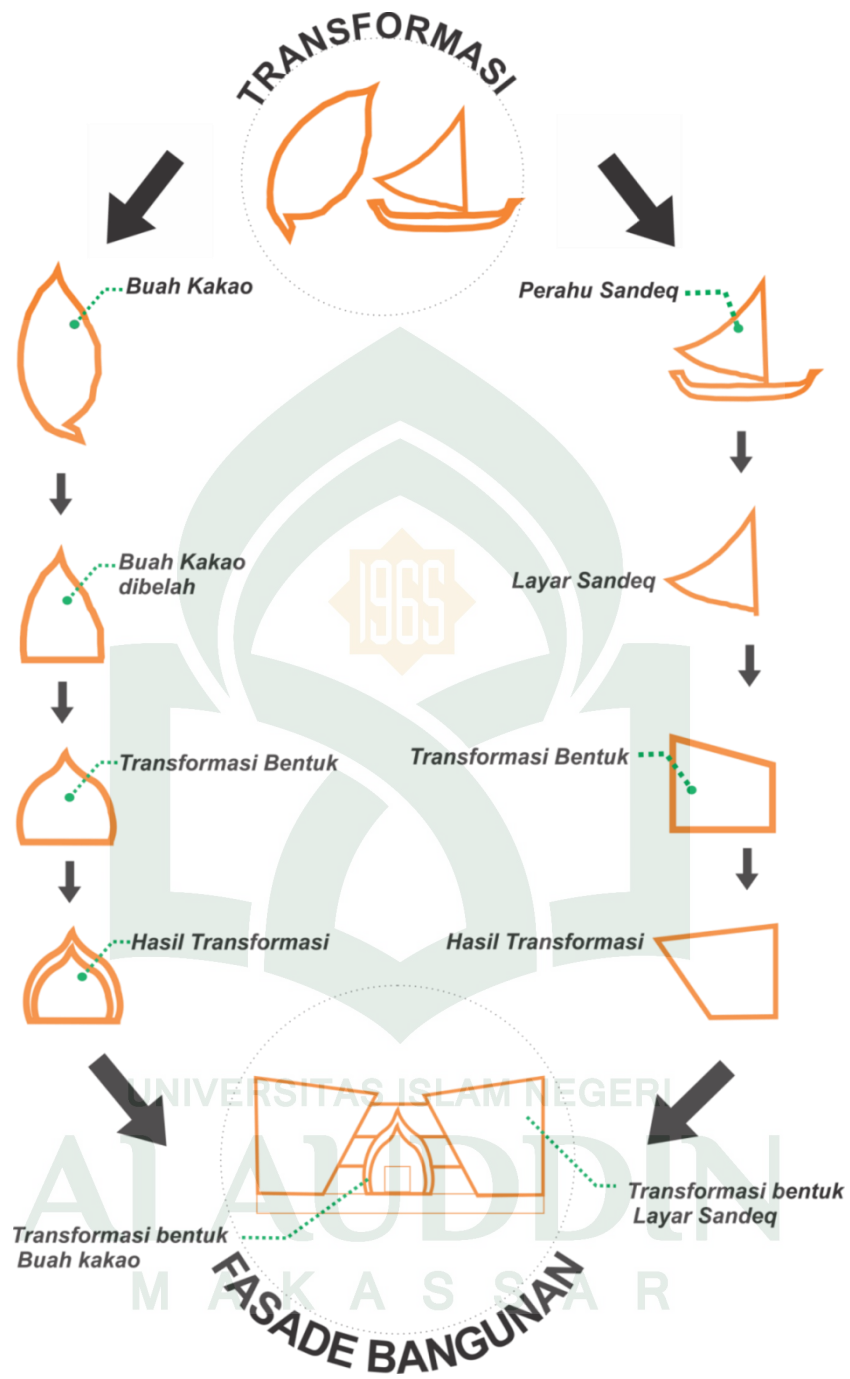 TRANSFORMASI
Buah Kakao
Perahu Sandeq
Buah Kakao
dibelah
1965
Layar Sandeq
Transformasi Bentuk
Transformasi Bentuk
Hasil Transformasi
Hasil Transformasi
UNIVERSITAS ISLAM NEGERI
ALAUDDIN
Transformasi bentuk
Layar Sandeq
Transformasi bentuk
Buah kakao
MAKASSAR
FASADE BANGUNAN